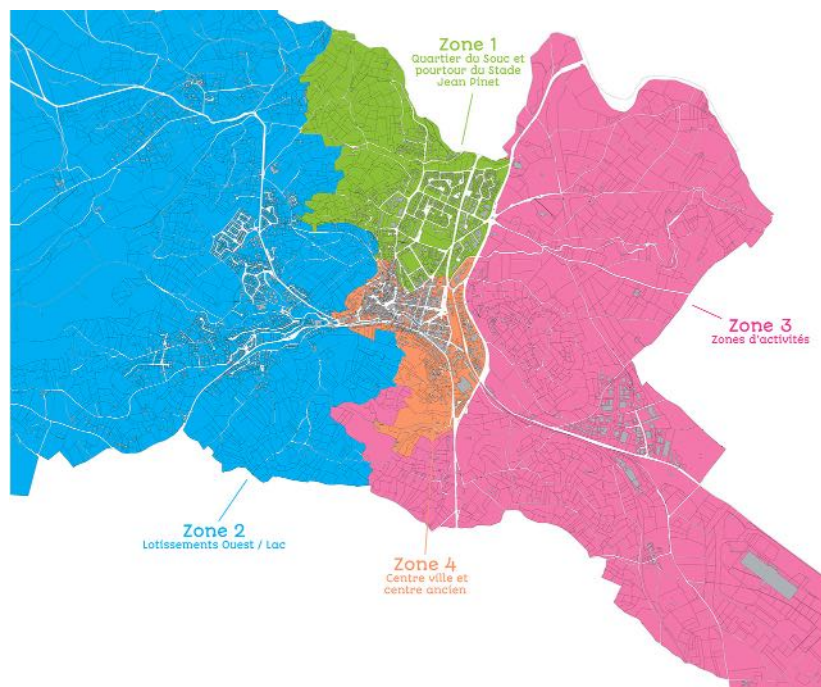 Zone 1
Quartier du Souc et
pourtour du Stade
Jean Pinet
Zone 3
Zones d'activités
Zone 2
Lotissements Ouest / Lac
Zone 4
Centre ville et
centre ancien